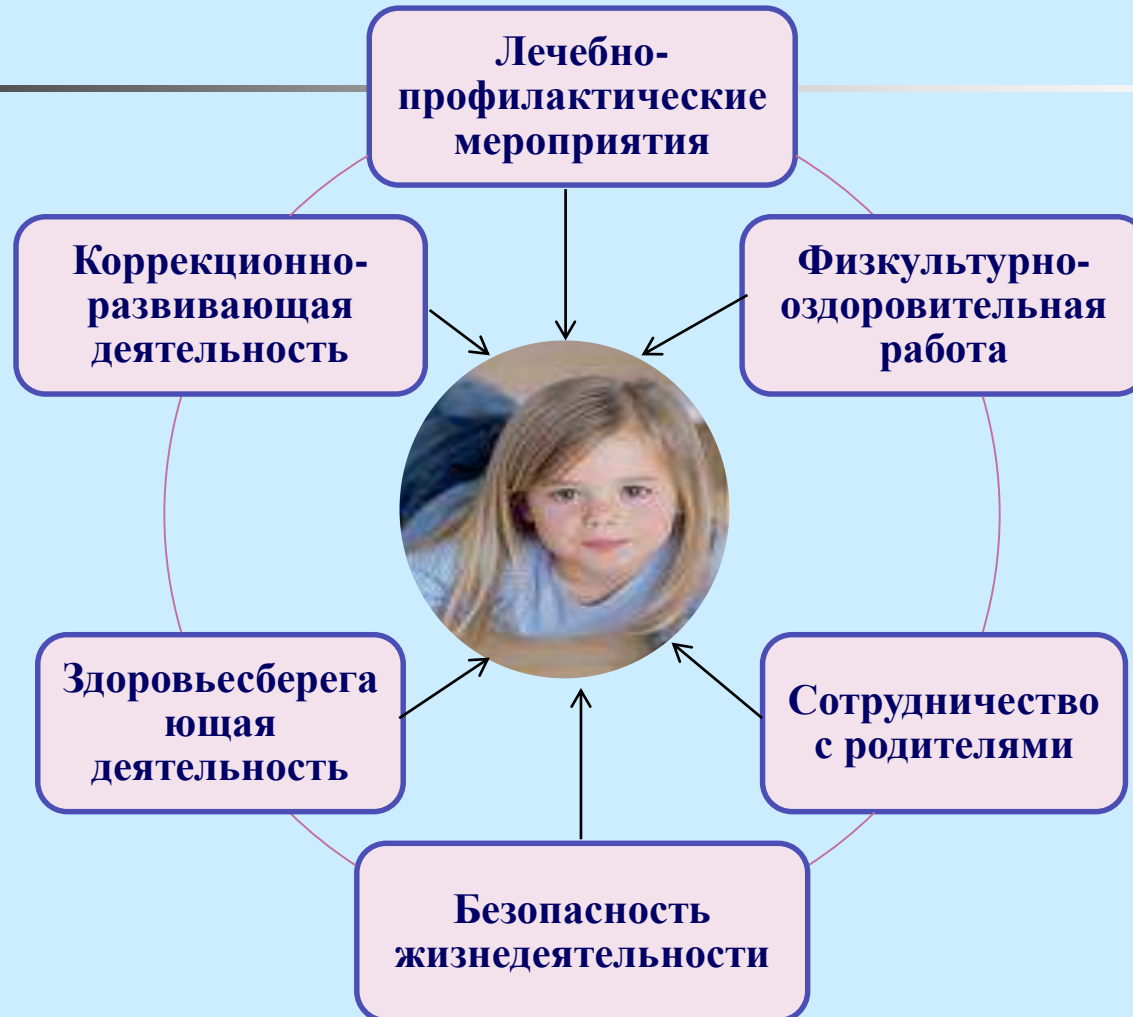 Лечебно-
профилактические
мероприятия
Коррекционно-
развивающая
деятельность
Физкультурно-
оздоровительная
работа
Здоровьесберега
ющая
деятельность
Сотрудничество
с родителями
Безопасность
жизнедеятельности